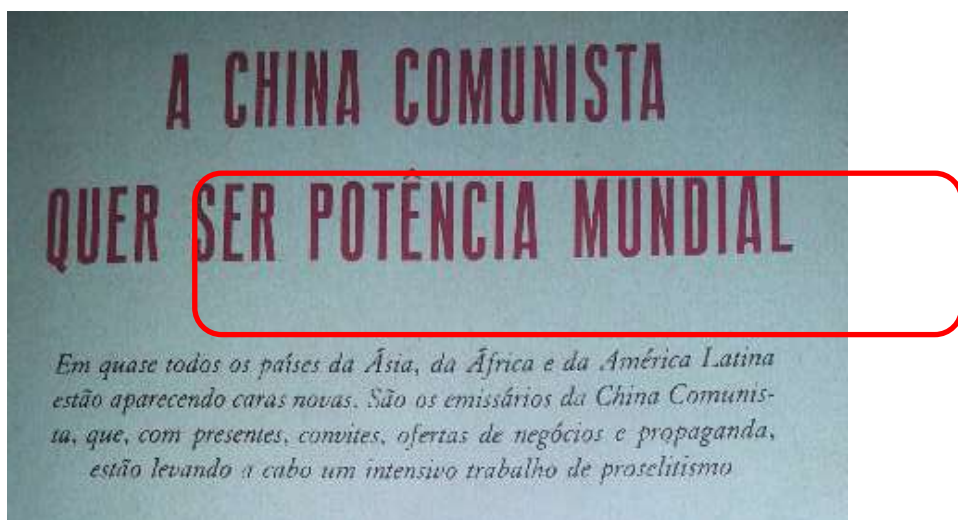 A CHINA COMUNISTA
QUER SER POTÊNCIA MUNDIAL
Em quase todos os países da Ásia, da África e da América Latina
estão aparecendo caras novas. São os emissários da China Comunis-
ta, que, com presentes, convites, ofertas de negócios e propaganda,
estão levando a cabo um intensivo trabalho de proselitismo